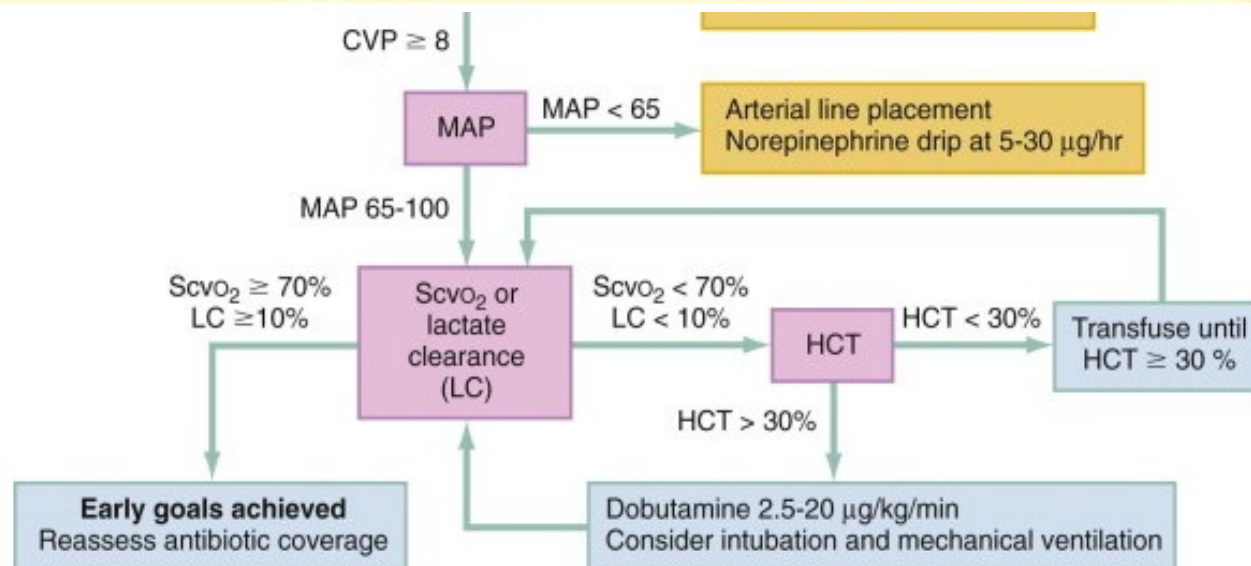 CVP ≥ 8
MAP
MAP < 65
Arterial line placement
Norepinephrine drip at 5-30 μg/hr
MAP 65-100
Scvo₂ ≥ 70%
LC ≥10%
Scvo₂ or
lactate
clearance
(LC)
Scvo₂ < 70%
LC < 10%
HCT
HCT < 30%
Transfuse until
HCT ≥ 30 %
HCT > 30%
Early goals achieved
Reassess antibiotic coverage
Dobutamine 2.5-20 μg/kg/min
Consider intubation and mechanical ventilation